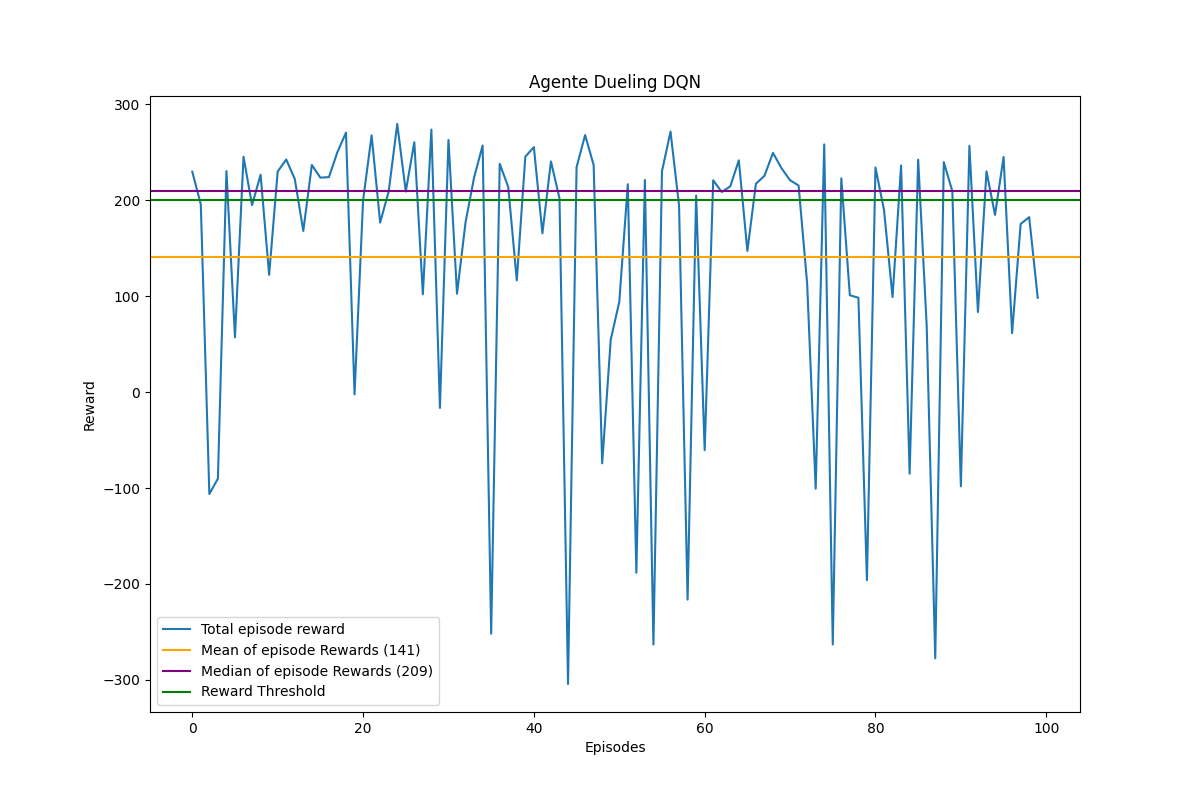 Agente Dueling DQN
300
200
100
0
−100
−200
−300
Reward
Total episode reward
Mean of episode Rewards (141)
Median of episode Rewards (209)
Reward Threshold
0 20 40 60 80 100
Episodes